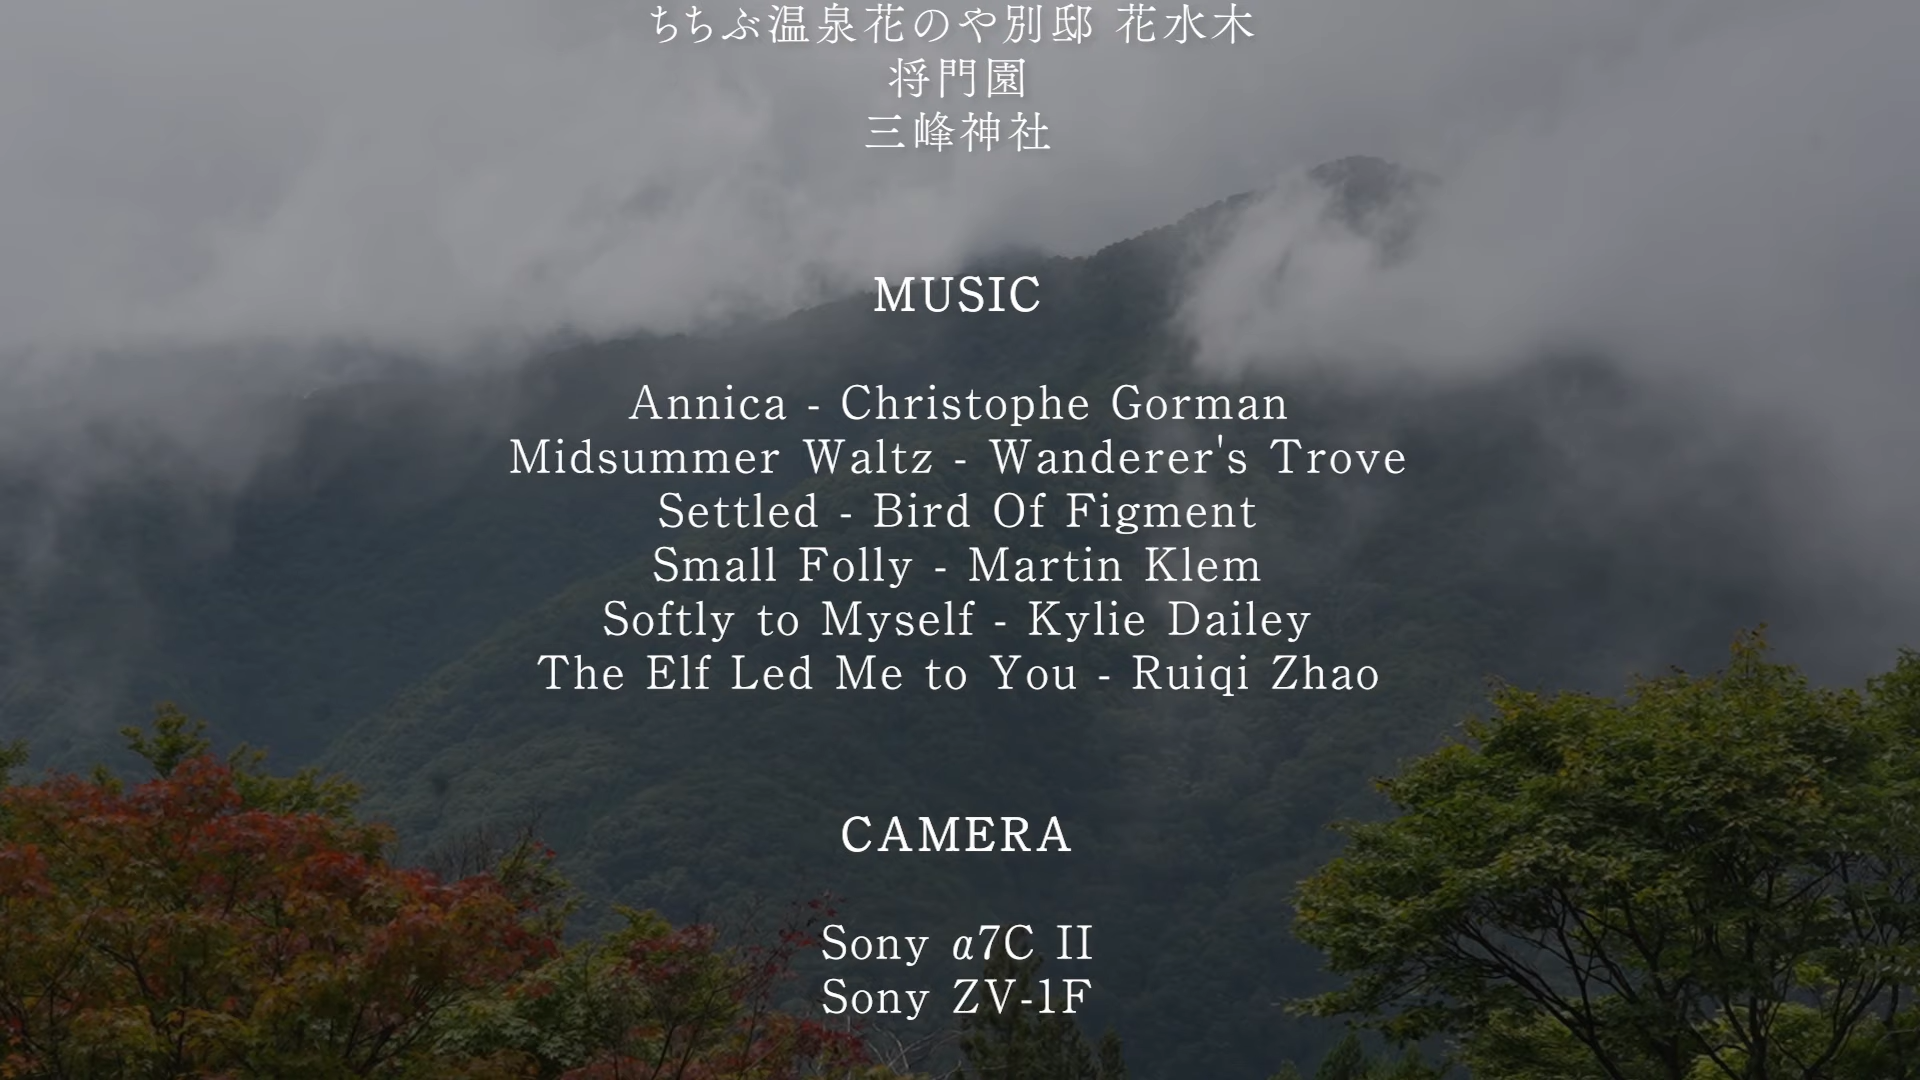 ちちぶ温泉花のや別邸 花水木
将門園
三峰神社
MUSIC
Annica - Christophe Gorman
Midsummer Waltz - Wanderer's Trove
Settled - Bird Of Figment
Small Folly - Martin Klem
Softly to Myself - Kylie Dailey
The Elf Led Me to You - Ruiqi Zhao
CAMERA
Sony α7C II
Sony ZV-1F